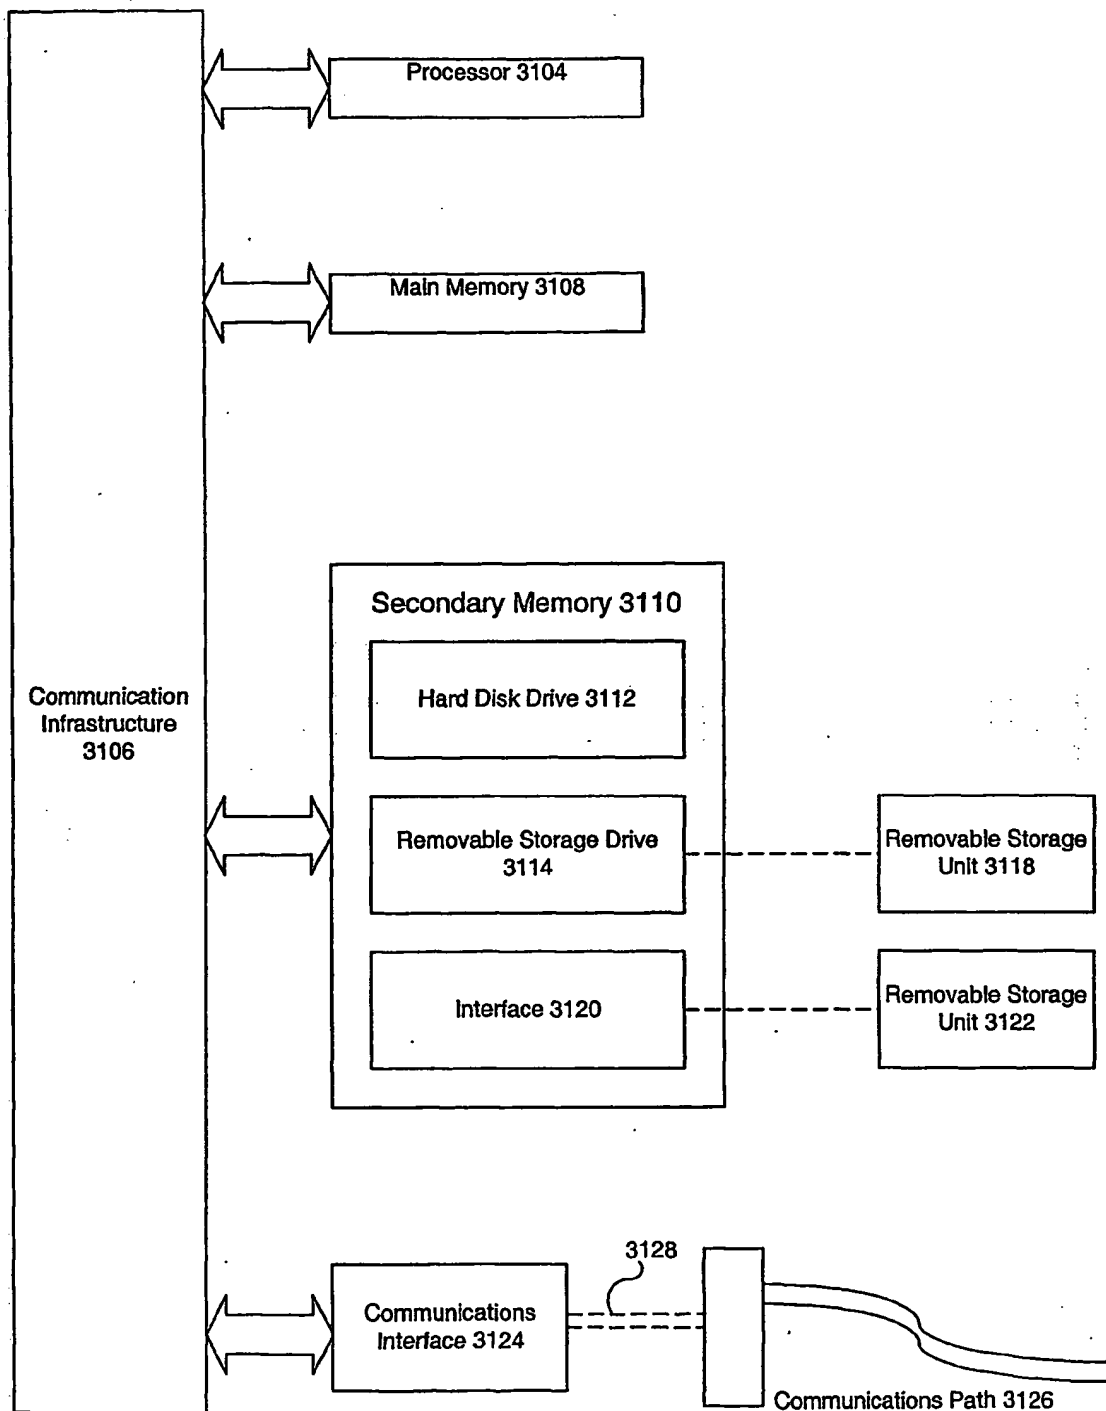 Processor 3104
Main Memory 3108
Secondary Memory 3110
Hard Disk Drive 3112
Communication
Infrastructure
3106
Removable Storage Drive
3114
Removable Storage
Unit 3118
Interface 3120
Removable Storage
Unit 3122
3128
Communications
Interface 3124
Communications Path 3126